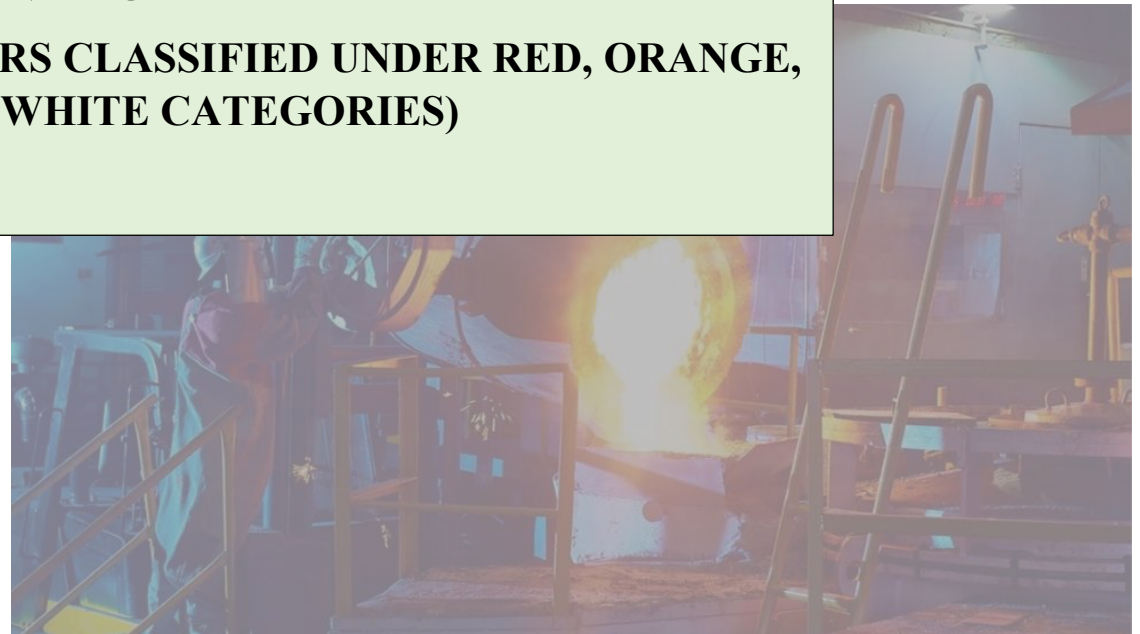 RS CLASSIFIED UNDER RED, ORANGE,
WHITE CATEGORIES)